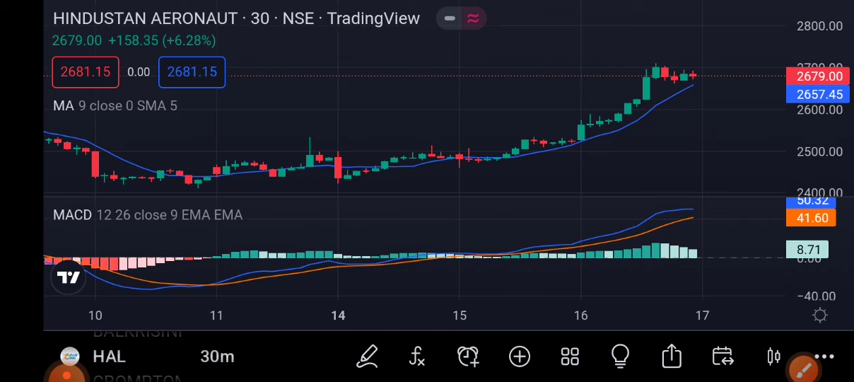 HINDUSTAN AERONAUT · 30 · NSE · TradingView
2679.00 +158.35 (+6.28%)
2681.15 0.00 2681.15
MA 9 close 0 SMA 5
2800.00
2700.00
2679.00
2657.45
2600.00
2500.00
2400.00
MACD 12 26 close 9 EMA EMA
50.32
41.60
8.71
0.00
−40.00
10 11 14 15 16 17
BALKRISINI
HAL 30m
CROMPTON